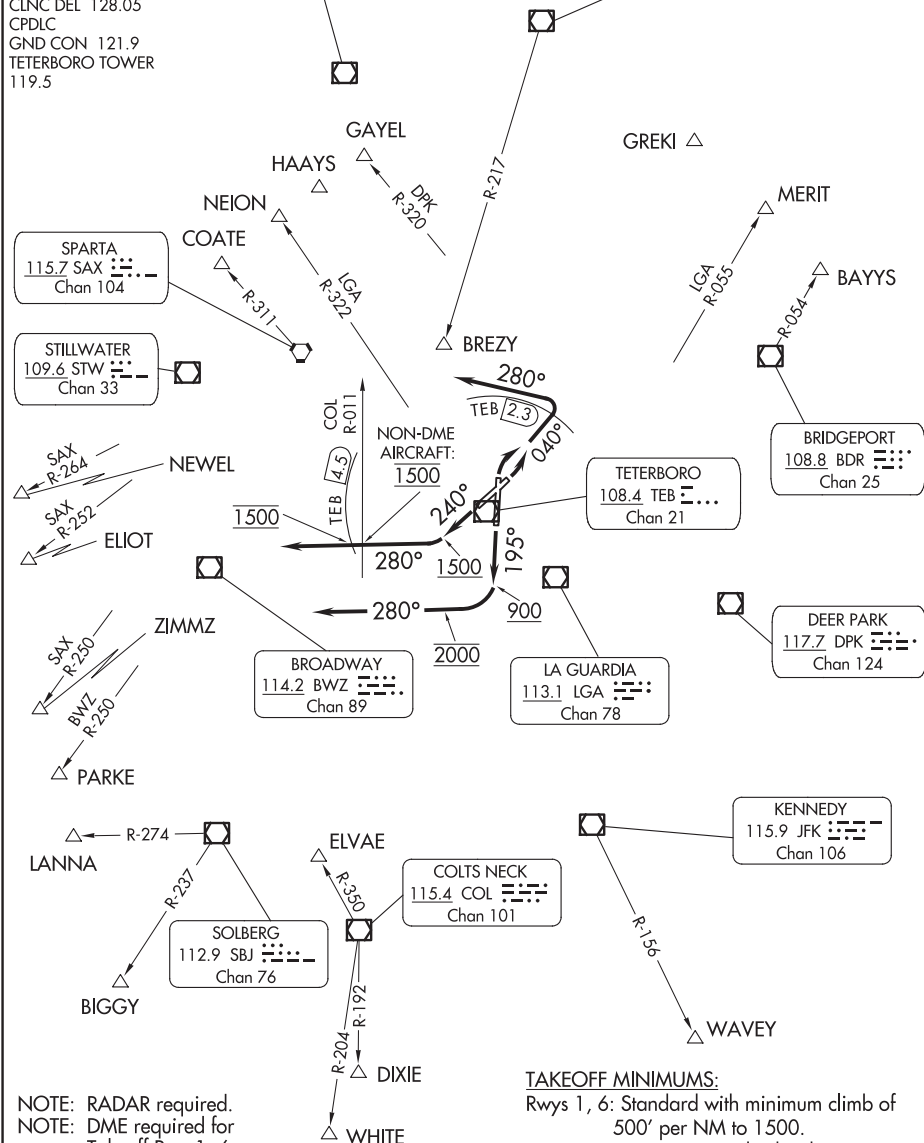 CLNC DEL 128.05
CPDLC
GND CON 121.9
TETERBORO TOWER
119.5
GAYEL
GREKI
HAAYS
R-217
DPK
R-320
NEION
MERIT
COATE
SPARTA
115.7 SAX
Chan 104
LGA
R-322
LGA
R-055
BAYYS
R-311
R-054
STILLWATER
109.6 STW
Chan 33
BREZY
280°
TEB 2.3
COL
R-011
NON-DME
AIRCRAFT:
1500
040°
BRIDGEPORT
108.8 BDR
Chan 25
SAX
R-264
NEWEL
TEB 4.5
TETERBORO
108.4 TEB
Chan 21
240°
SAX
R-252
1500
ELIOT
280°
1500
195°
ZIMMZ
280°
900
2000
DEER PARK
117.7 DPK
Chan 124
SAX
R-250
BROADWAY
114.2 BWZ
Chan 89
LA GUARDIA
113.1 LGA
Chan 78
BWZ
R-250
PARKE
KENNEDY
115.9 JFK
Chan 106
R-274
LANNA
ELVAE
R-350
COLTS NECK
115.4 COL
Chan 101
R-237
SOLBERG
112.9 SBJ
Chan 76
R-156
BIGGY
R-192
R-204
WAVEY
DIXIE
WHITE
NOTE: RADAR required.
NOTE: DME required for
TAKEOFF MINIMUMS:
Rwys 1, 6: Standard with minimum climb of
500' per NM to 1500.